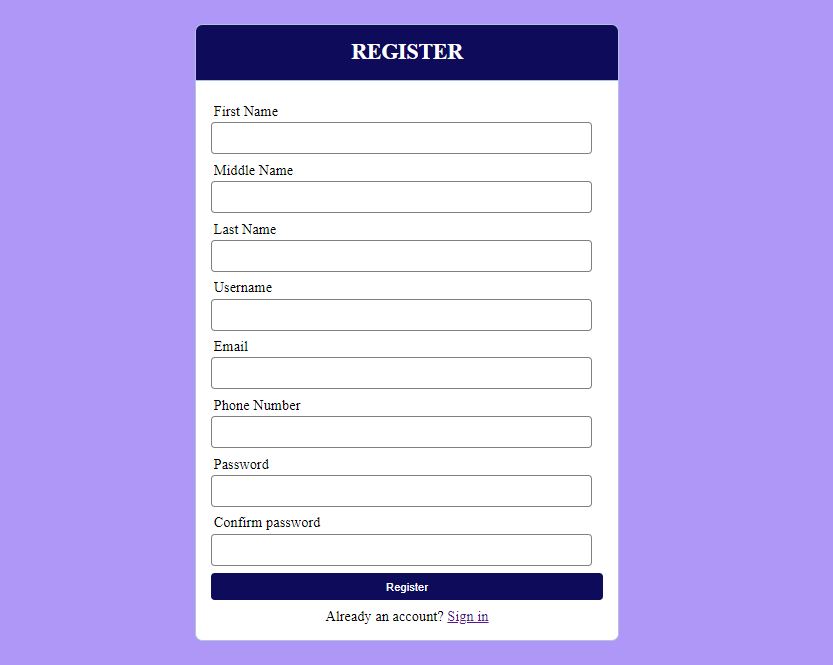 REGISTER
First Name
Middle Name
Last Name
Username
Email
Phone Number
Password
Confirm password
Register
Already an account? Sign in